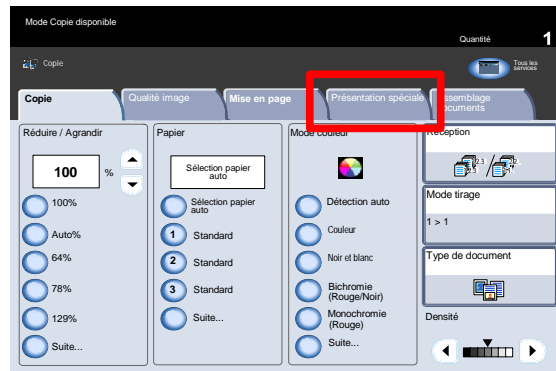 Mode Copie disponible
Quantité 1
Copie
Tous les
services
Copie
Qualité image
Mise en page
Présentation spéciale
documents
Réduire / Agrandir
100 %
100%
Auto%
64%
78%
129%
Suite...
Papier
Sélection papier
auto
Sélection papier
auto
1 Standard
2 Standard
3 Standard
Suite...
Mode couleur
Détection auto
Couleur
Noir et blanc
Bichromie
(Rouge/Noir)
Monochromie
(Rouge)
Suite...
Réception
Mode tirage
1 > 1
Type de document
Densité